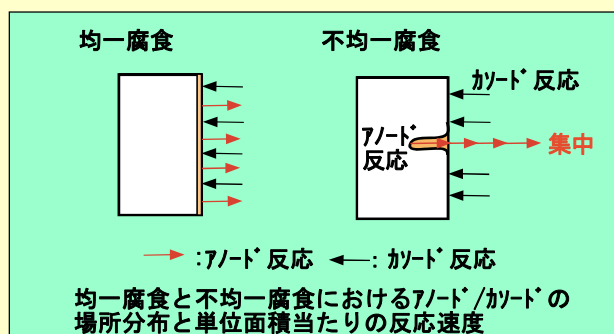 均一腐食
不均一腐食
ｶｿｰﾄﾞ反応
ｱﾉｰﾄﾞ
反応
集中
:ｱﾉｰﾄﾞ反応
: ｶｿｰﾄﾞ反応
均一腐食と不均一腐食におけるｱﾉｰﾄﾞ/ｶｿｰﾄﾞの
場所分布と単位面積当たりの反応速度